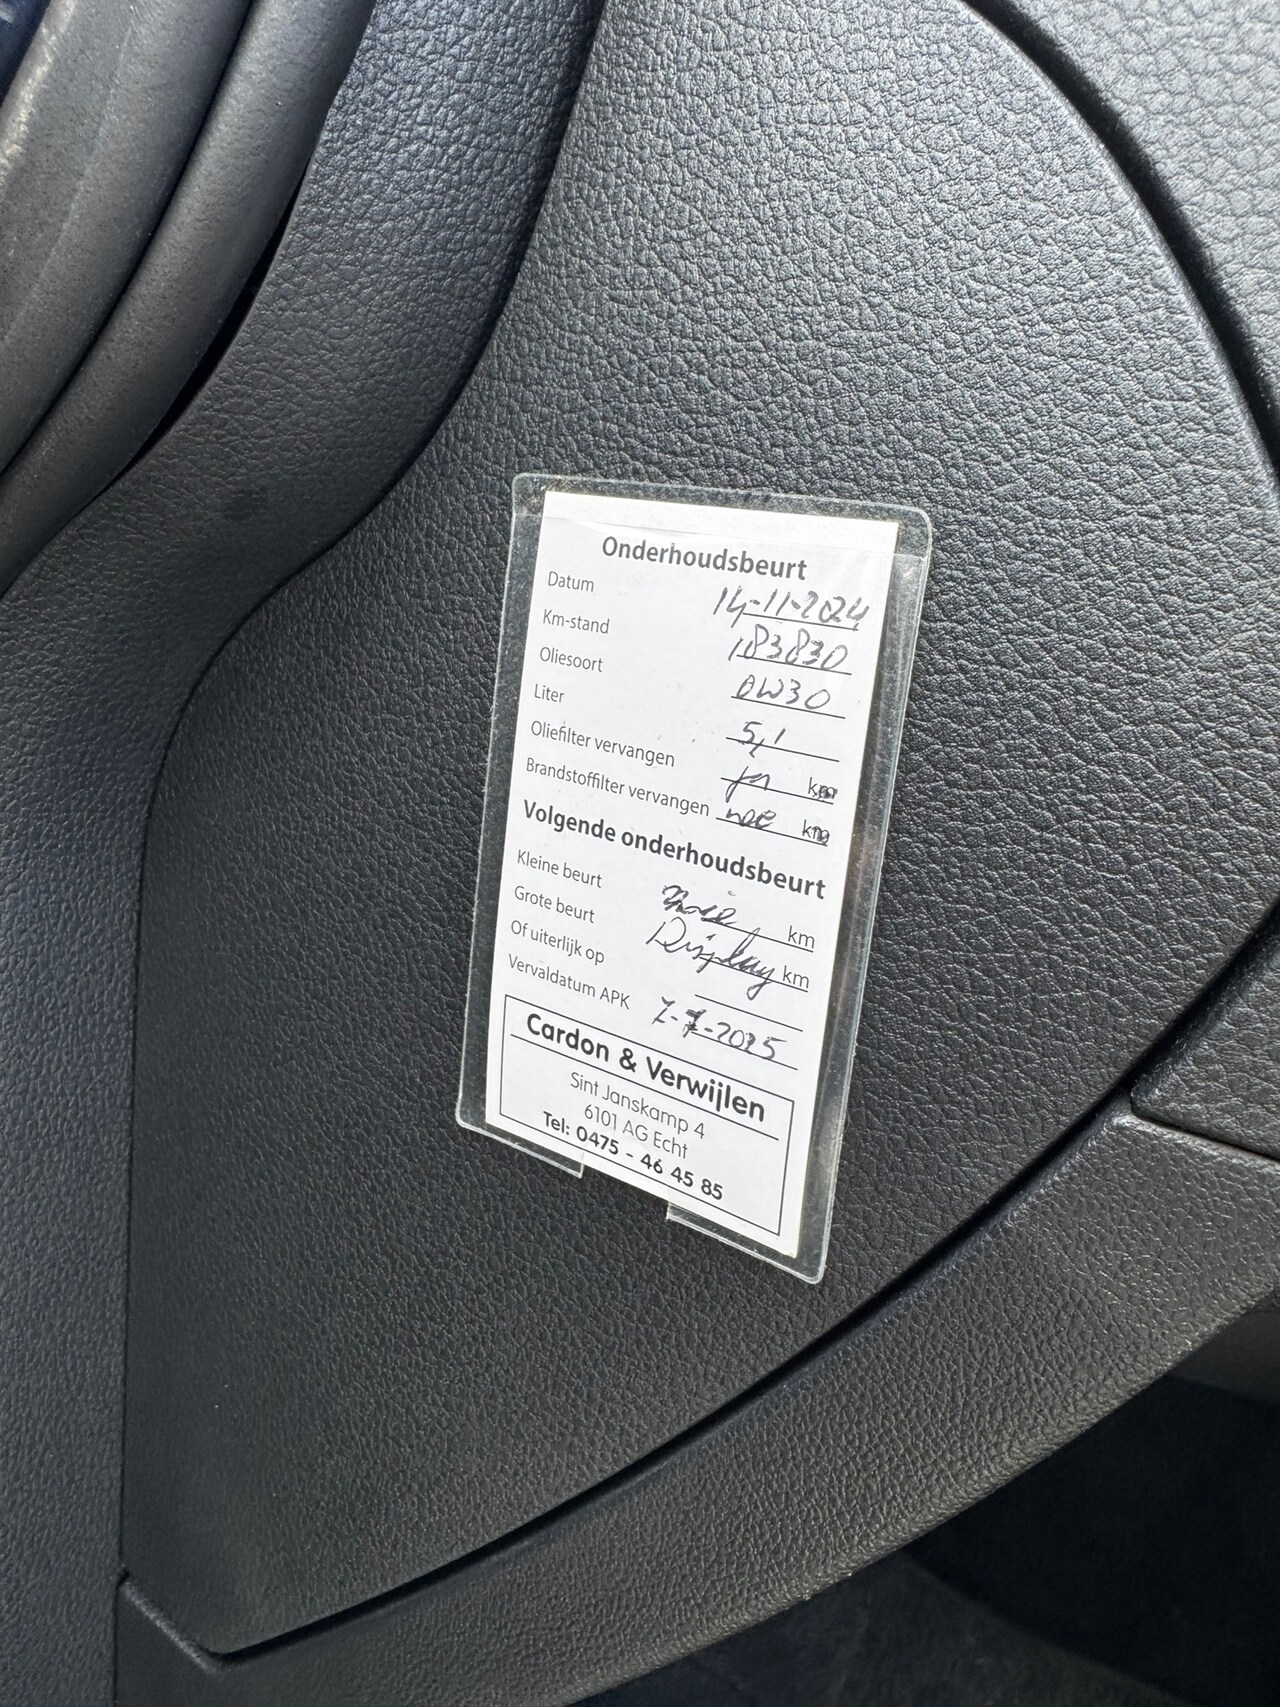 Onderhoudsbeurt
Datum 14-11-2024
Km-stand 183830
Oliesoort 0W30
Liter 5,1
Oliefilter vervangen ja km
Brandstoffilter vervangen nee km
Volgende onderhoudsbeurt
Kleine beurt km
Grote beurt Display km
Of uiterlijk op
Vervaldatum APK 7-7-2025
Cardon & Verwijlen
Sint Janskamp 4
6101 AG Echt
Tel: 0475 - 46 45 85